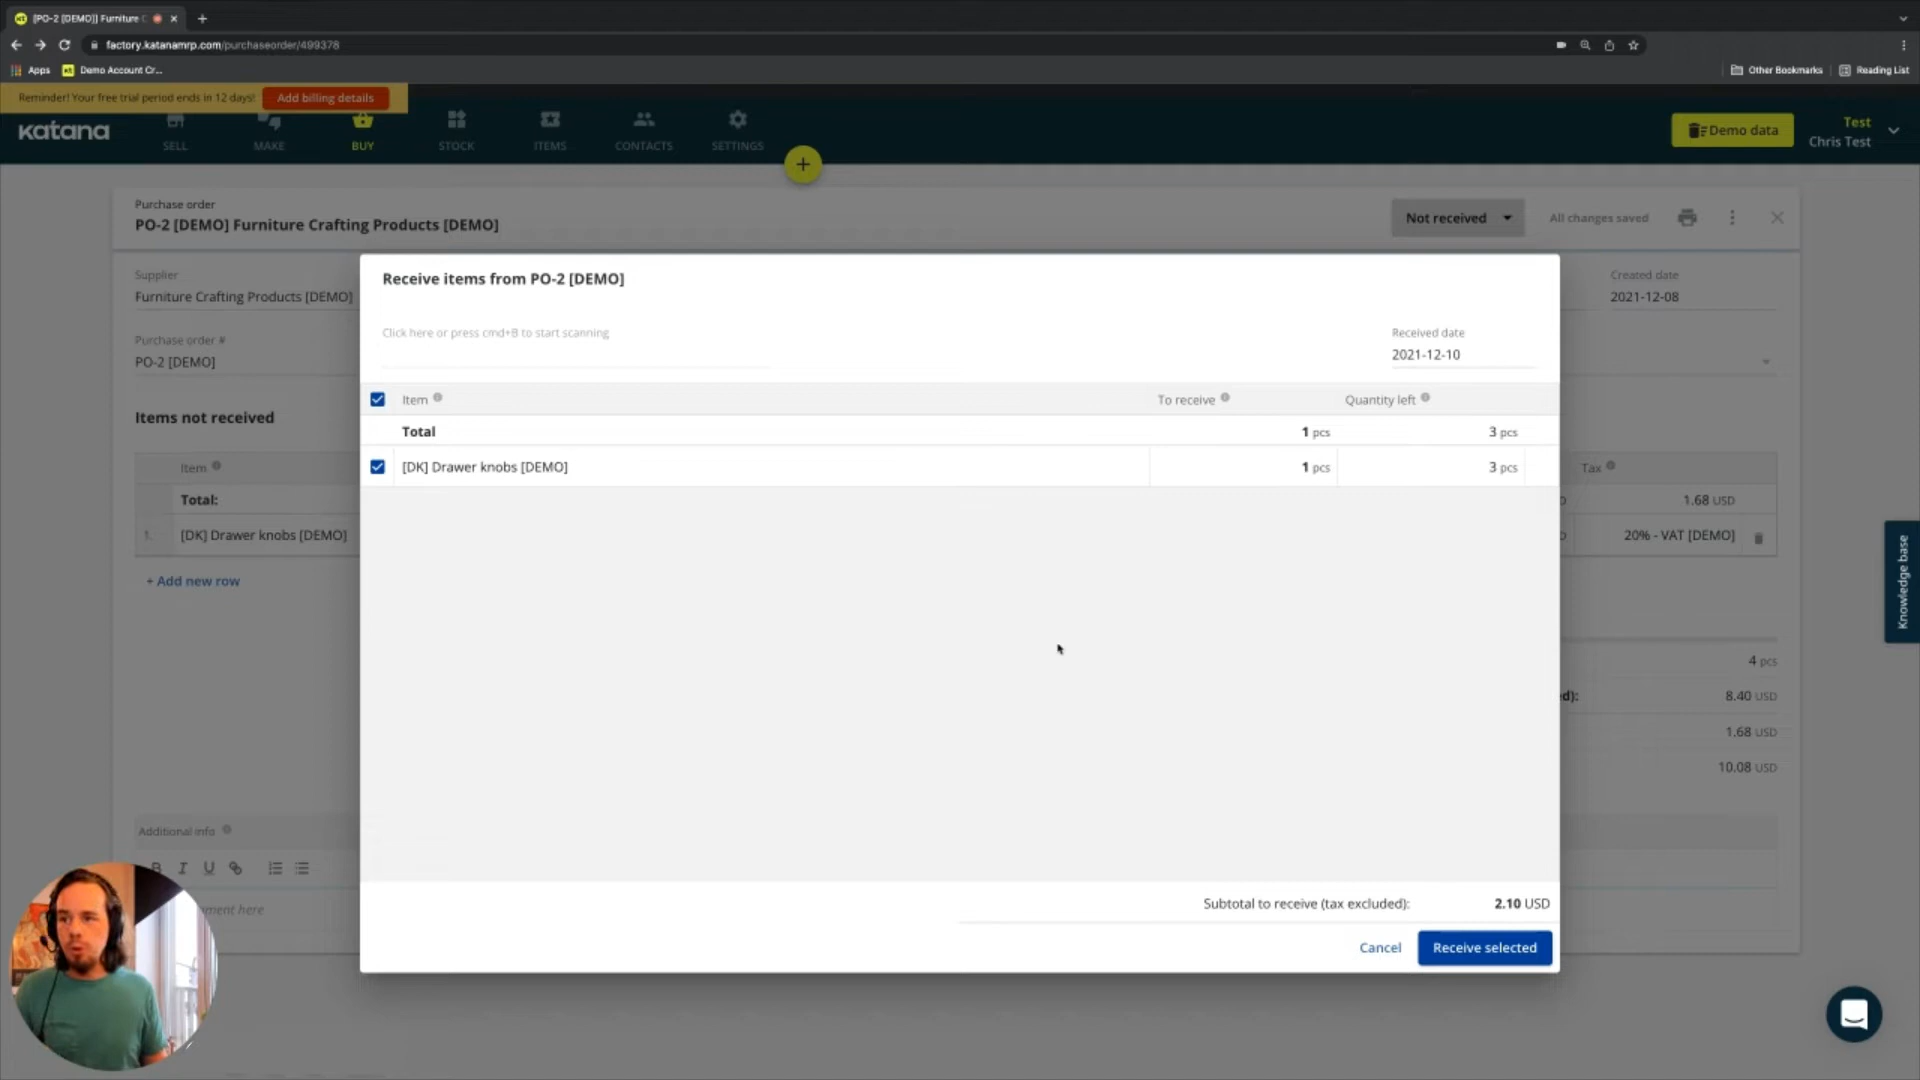 [PO-2 [DEMO]] Furniture C
factory.katanamrp.com/purchaseorder/499378
Apps
Demo Account Cr...
Other Bookmarks
Reading List
Reminder! Your free trial period ends in 12 days!
Add billing details
katana
SELL
MAKE
BUY
STOCK
ITEMS
CONTACTS
SETTINGS
+
Demo data
Test
Chris Test
Purchase order
PO-2 [DEMO] Furniture Crafting Products [DEMO]
Not received
All changes saved
Supplier
Furniture Crafting Products [DEMO]
Created date
2021-12-08
Purchase order #
PO-2 [DEMO]
Items not received
Item
Total:
1.
[DK] Drawer knobs [DEMO]
+ Add new row
Receive items from PO-2 [DEMO]
Click here or press cmd+B to start scanning
Received date
2021-12-10
Item
To receive
Quantity left
Total
1 pcs
3 pcs
[DK] Drawer knobs [DEMO]
1 pcs
3 pcs
Subtotal to receive (tax excluded):
2.10 USD
Cancel
Receive selected
Tax
1.68 USD
20% - VAT [DEMO]
4 pcs
ed):
8.40 USD
1.68 USD
10.08 USD
Knowledge base
Additional info
B I U
here